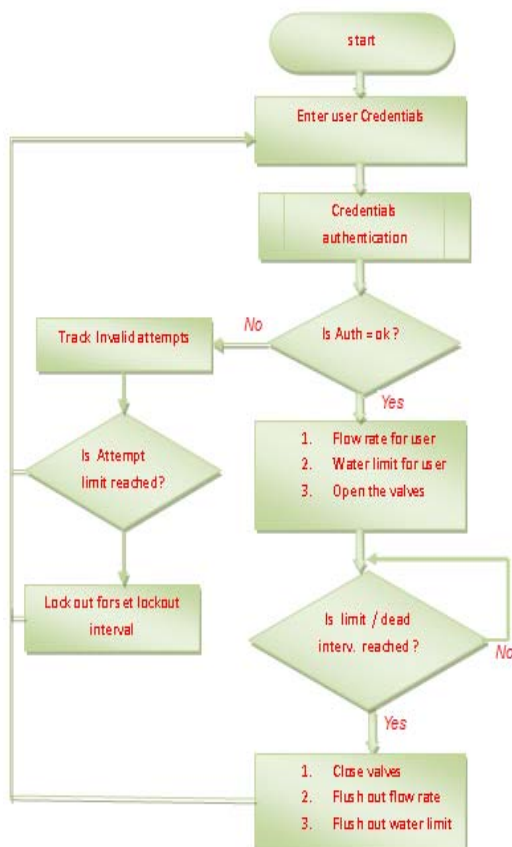 start
Enter user Credentials
Credentials
authentication
Is Auth = ok ?
No
Track Invalid attempts
Yes
1. Flow rate for user
2. Water limit for user
3. Open the valves
Is Attempt
limit reached?
Lock out for set lockout
interval
Is limit / dead
interv. reached ?
No
Yes
1. Close valves
2. Flush out flow rate
3. Flush out water limit